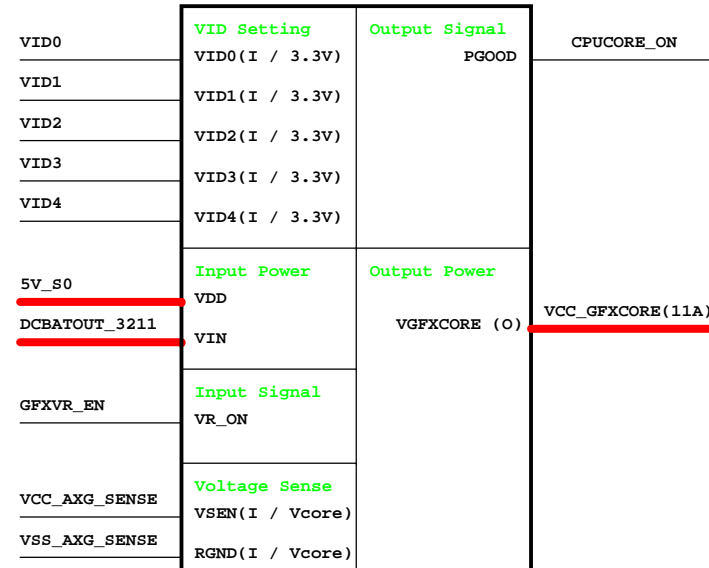 VID0
VID1
VID2
VID3
VID4
5V_S0
DCBATOUT_3211
GFXVR_EN
VCC_AXG_SENSE
VSS_AXG_SENSE
VID Setting
VID0(I / 3.3V)
VID1(I / 3.3V)
VID2(I / 3.3V)
VID3(I / 3.3V)
VID4(I / 3.3V)
Input Power
VDD
VIN
Input Signal
VR_ON
Voltage Sense
VSEN(I / Vcore)
RGND(I / Vcore)
Output Signal
PGOOD
Output Power
VGFXCORE (O)
CPUCORE_ON
VCC_GFXCORE(11A)